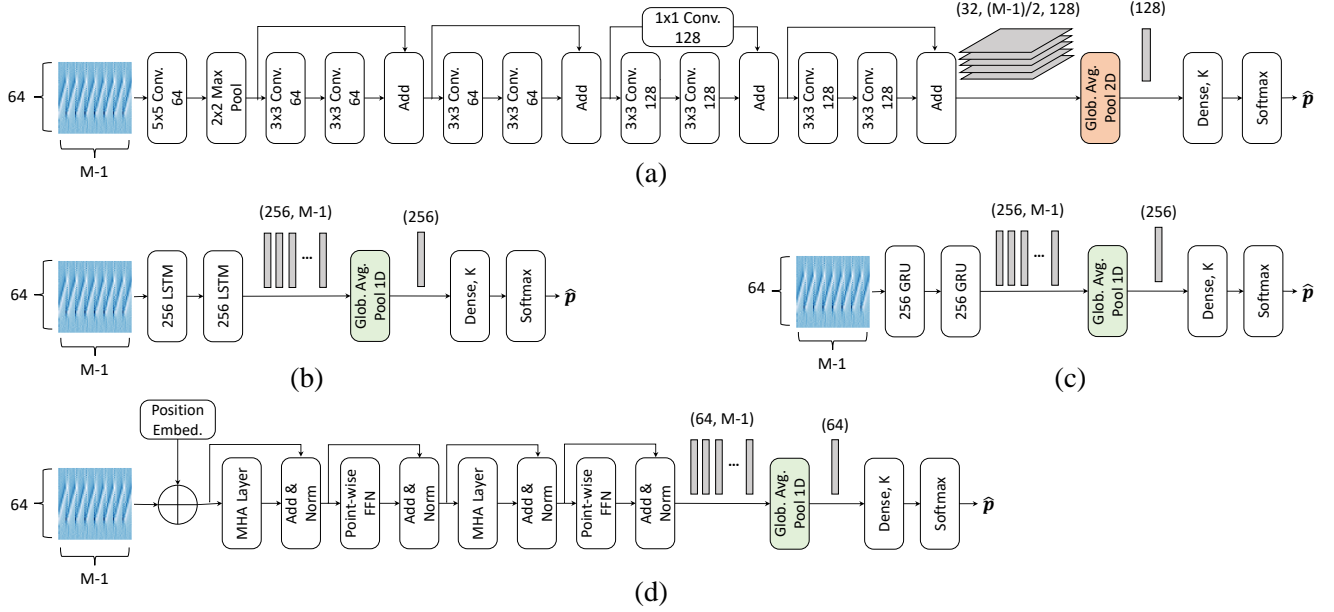 1x1 Conv.
128
(32, (M-1)/2, 128)
(128)
64
5x5 Conv.
64
2x2 Max
Pool
3x3 Conv.
64
3x3 Conv.
64
Add
3x3 Conv.
64
3x3 Conv.
64
Add
3x3 Conv.
128
3x3 Conv.
128
Add
3x3 Conv.
128
3x3 Conv.
128
Add
Glob. Avg.
Pool 2D
Dense, K
Softmax
p̂
M-1
(a)
(256, M-1)
(256)
64
256 LSTM
256 LSTM
...
Glob. Avg.
Pool 1D
Dense, K
Softmax
p̂
M-1
(b)
(256, M-1)
(256)
64
256 GRU
256 GRU
...
Glob. Avg.
Pool 1D
Dense, K
Softmax
p̂
M-1
(c)
Position
Embed.
(64, M-1)
(64)
64
MHA Layer
Add &
Norm
Point-wise
FFN
Add &
Norm
MHA Layer
Add &
Norm
Point-wise
FFN
Add &
Norm
...
Glob. Avg.
Pool 1D
Dense, K
Softmax
p̂
M-1
(d)